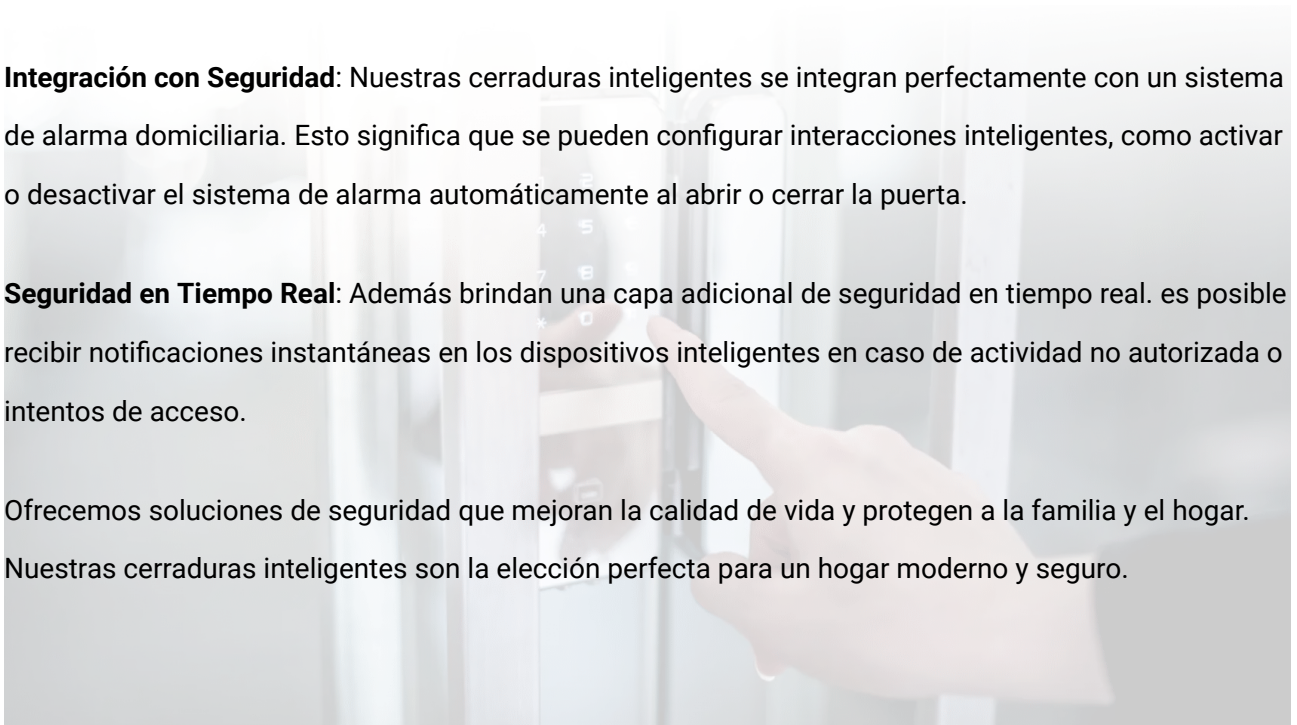 Integración con Seguridad: Nuestras cerraduras inteligentes se integran perfectamente con un sistema
de alarma domiciliaria. Esto significa que se pueden configurar interacciones inteligentes, como activar
o desactivar el sistema de alarma automáticamente al abrir o cerrar la puerta.
4 5
Seguridad en Tiempo Real: Además brindan una capa adicional de seguridad en tiempo real. es posible
7 8
recibir notificaciones instantáneas en los dispositivos inteligentes en caso de actividad no autorizada o
* 0
intentos de acceso.
Ofrecemos soluciones de seguridad que mejoran la calidad de vida y protegen a la familia y el hogar.
Nuestras cerraduras inteligentes son la elección perfecta para un hogar moderno y seguro.